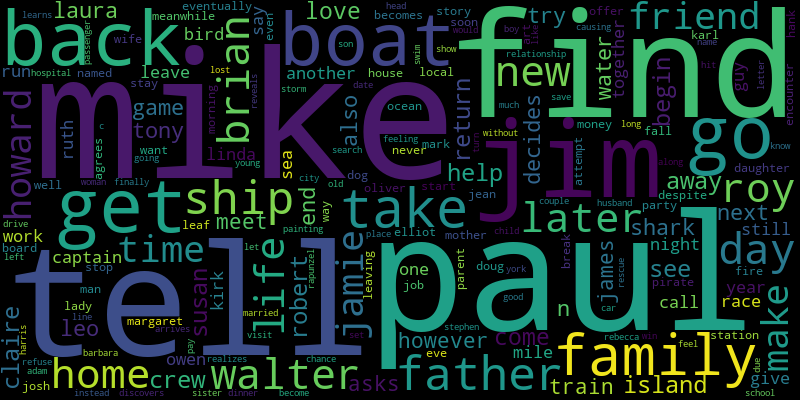 back
mike
boat
find
tell
paul
jim
get
ship
take
go
family
father
home
walter
day
roy
new
friend
later
life
time
love
laura
brian
howard
game
tony
another
meanwhile
eventually
bird
wife
say
even
becomes
head
story
soon
try
water
together
offer
guy
begin
karl
name
hank
encounter
learns
passenger
run
hospital
named
leave
son
swim
show
would
boy
art
like
relationship
causing
hit
letter
lost
reveals
house
date
local
much
save
stay
storm
ocean
morning
also
return
decides
money
fall
without
long
along
know
ruth
c
agrees
want
going
linda
young
sea
feeling
search
never
mark
attempt
turn
daughter
well
woman
finally
city
old
dog
oliver
start
jean
help
couple
husband
away
despite
party
next
work
board
left
drive
captain
meet
leaf
end
way
painting
place
elliot
mother
child
shark
night
still
see
fire
station
stop
man
lady
line
leo
margaret
susan
kirk
let
robert
rapunzel
jamie
leaving
one
job
parent
doug
york
good
break
james
rescue
car
pirate
call
year
race
make
claire
harris
arrives
married
visit
set
however
n
stephen
rebecca
win
feel
due
give
refuse
adam
barbara
pay
owen
realizes
chance
eve
mile
come
josh
crew
asks
train
island
instead
discovers
sister
dinner
become
school